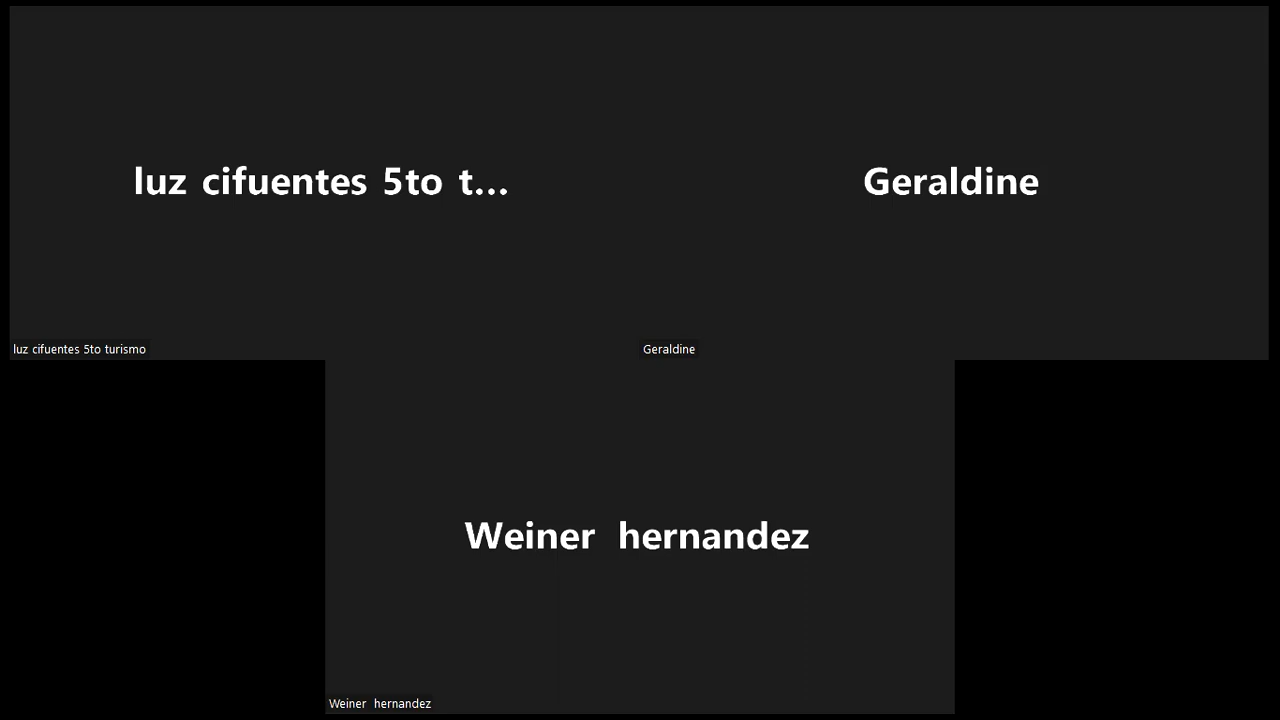 luz cifuentes 5to t...
Geraldine
luz cifuentes 5to turismo
Geraldine
Weiner hernandez
Weiner hernandez